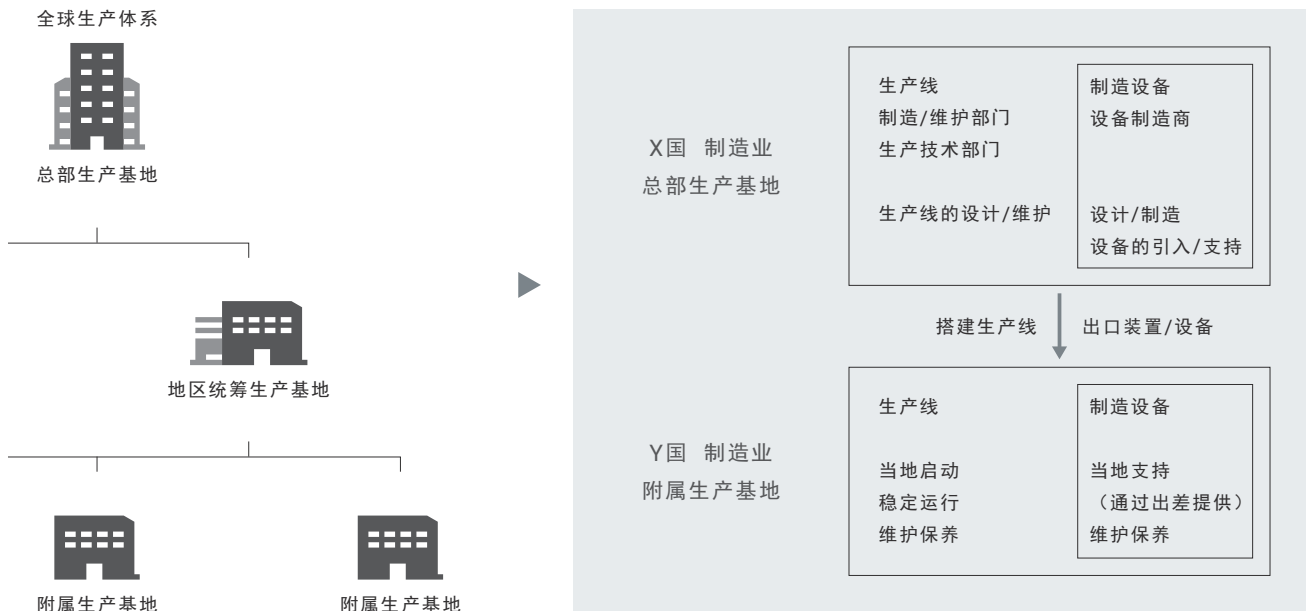 全球生产体系
总部生产基地
地区统筹生产基地
附属生产基地
附属生产基地
X国 制造业
总部生产基地
生产线
制造/维护部门
生产技术部门
生产线的设计/维护
制造设备
设备制造商
设计/制造
设备的引入/支持
搭建生产线
出口装置/设备
Y国 制造业
附属生产基地
生产线
当地启动
稳定运行
维护保养
制造设备
当地支持
（通过出差提供）
维护保养